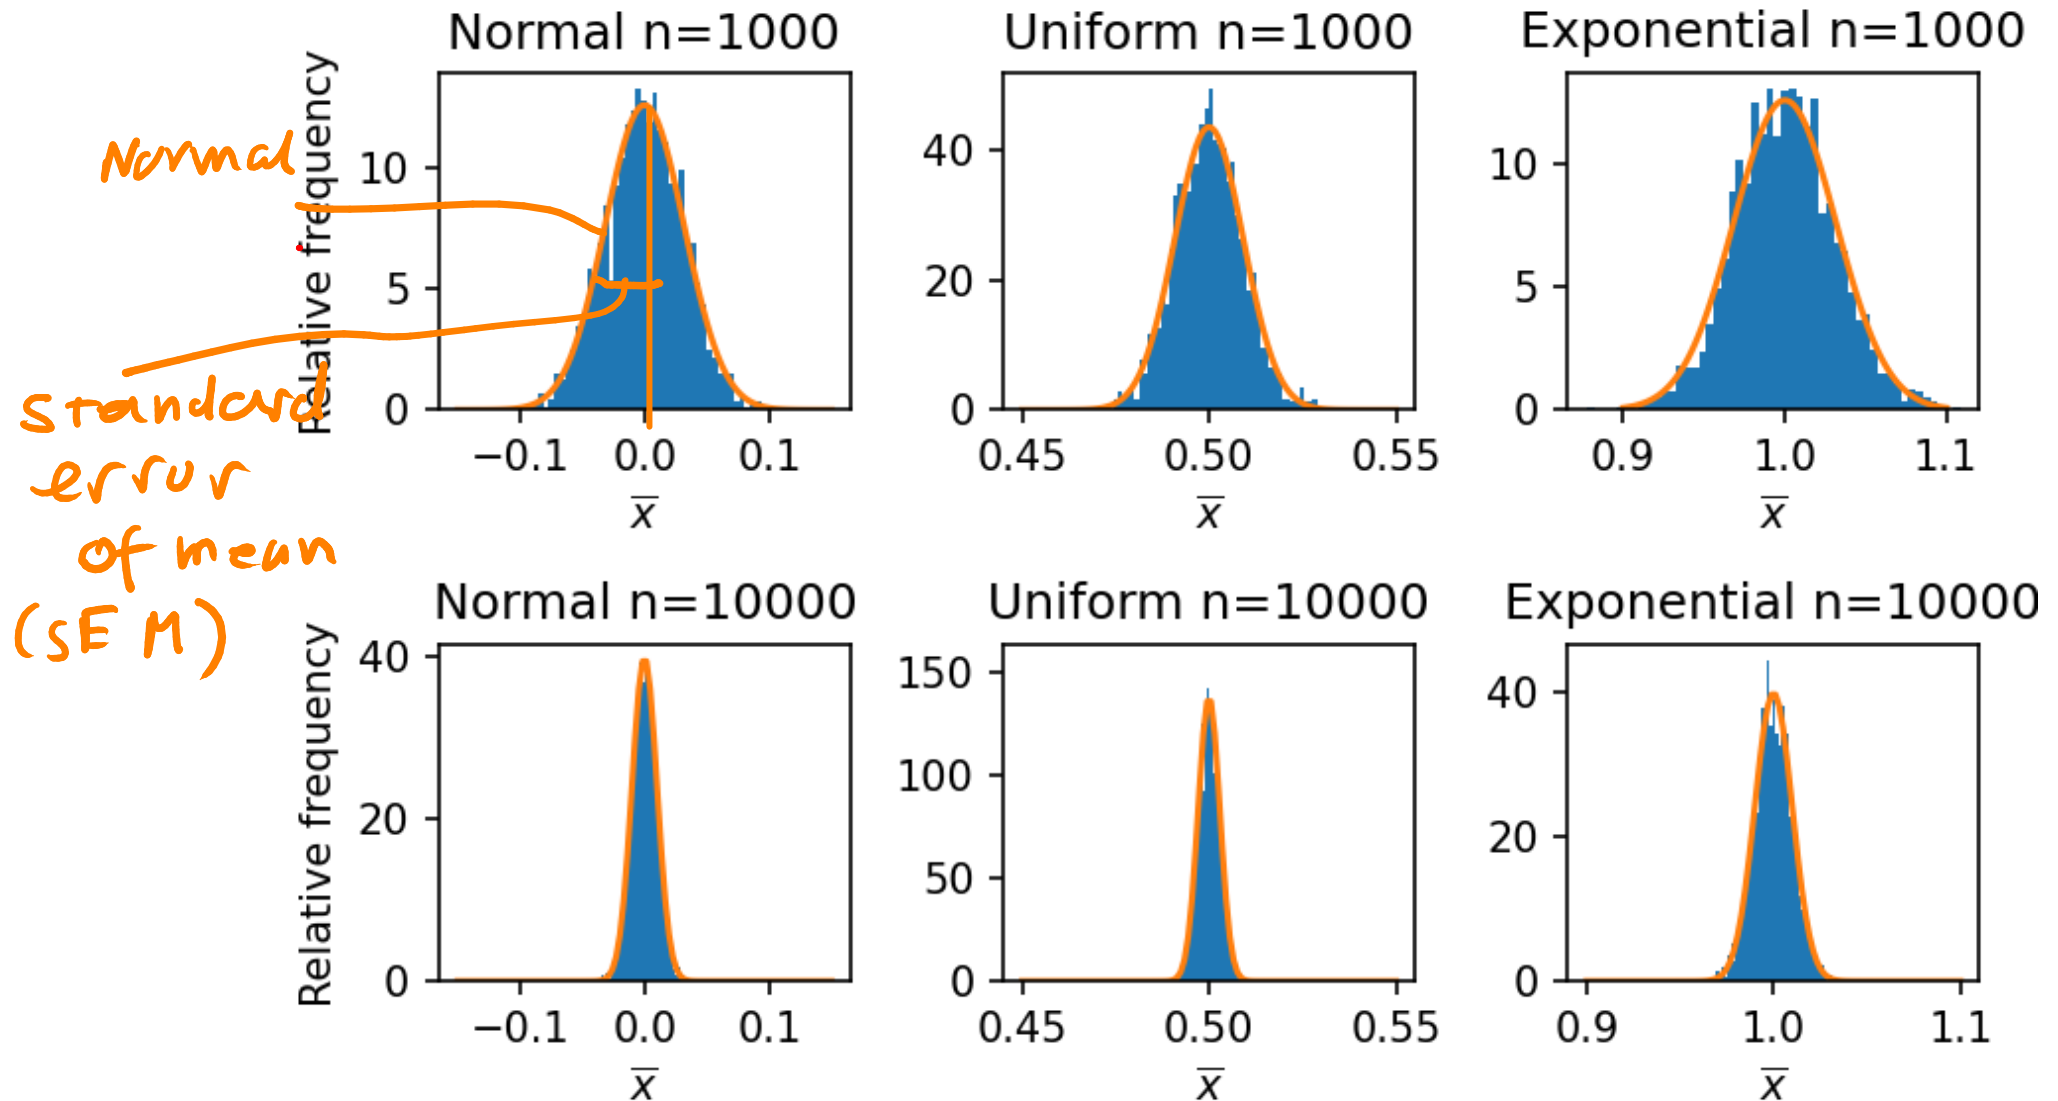 Normal n=1000
Uniform n=1000
Exponential n=1000
Normal
Relative frequency
10
5
0
−0.1 0.0 0.1
x̅
40
20
0
0.45 0.50 0.55
x̅
10
5
0
0.9 1.0 1.1
x̅
standard
error
of mean
(SEM)
Normal n=10000
Uniform n=10000
Exponential n=10000
Relative frequency
40
20
0
−0.1 0.0 0.1
x̅
150
100
50
0
0.45 0.50 0.55
x̅
40
20
0
0.9 1.0 1.1
x̅